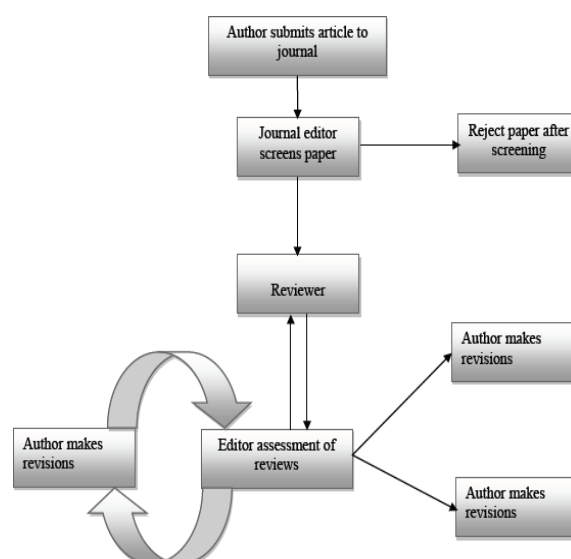 Author submits article to
journal
Journal editor
screens paper
Reject paper after
screening
Reviewer
Author makes
revisions
Author makes
revisions
Editor assessment of
reviews
Author makes
revisions